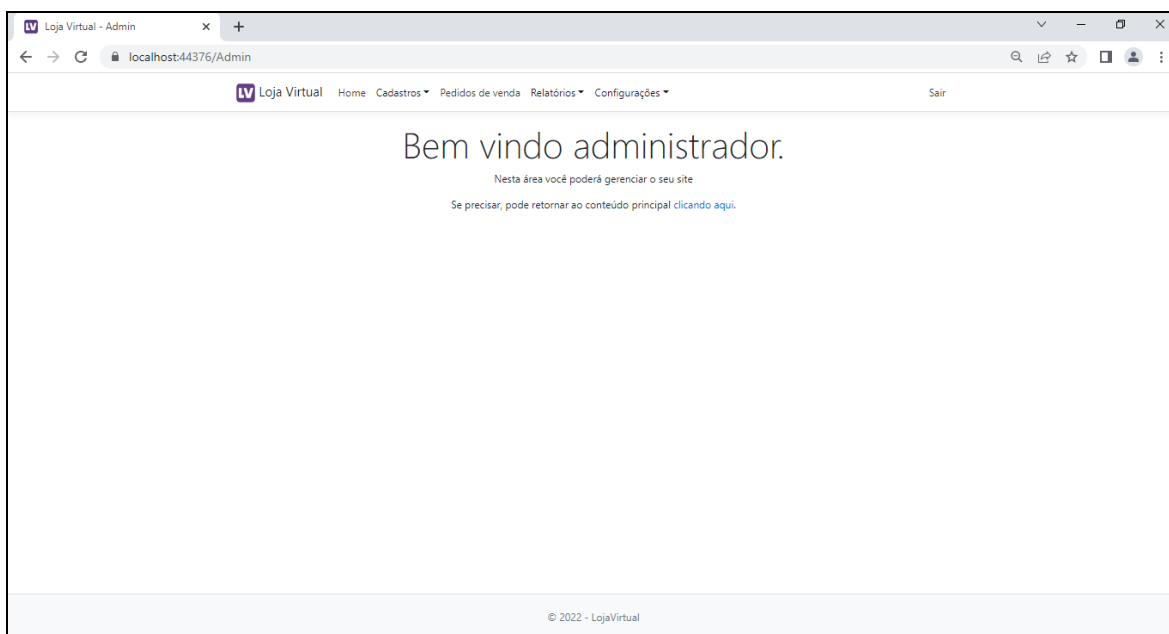 LV Loja Virtual - Admin
localhost:44376/Admin
LV Loja Virtual Home Cadastros Pedidos de venda Relatórios Configurações Sair
Bem vindo administrador.
Nesta área você poderá gerenciar o seu site
Se precisar, pode retornar ao conteúdo principal clicando aqui.
© 2022 - LojaVirtual